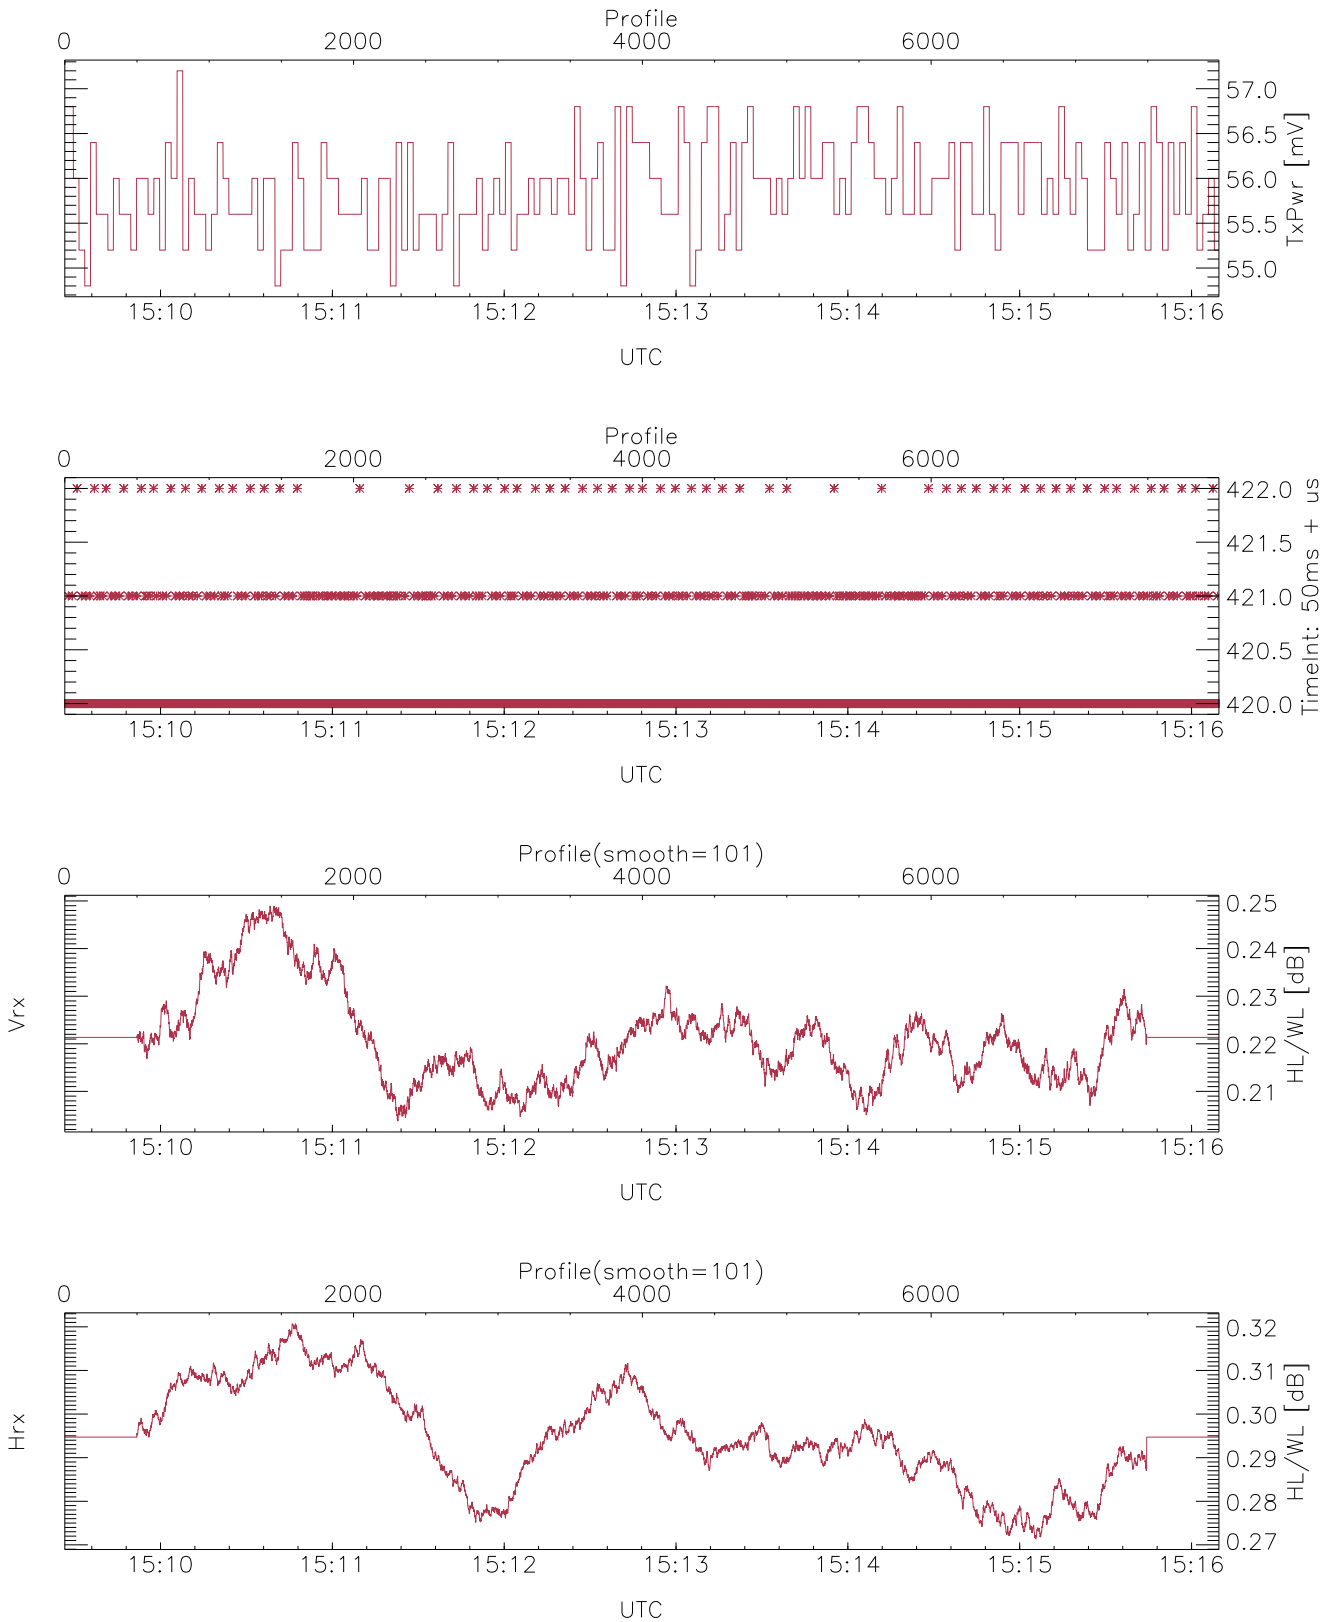 Profile
0 2000 4000 6000
57.0
56.5
56.0
55.5
55.0
TxPwr [mV]
15:10 15:11 15:12 15:13 15:14 15:15 15:16
UTC
Profile
0 2000 4000 6000
422.0
421.5
421.0
420.5
420.0
TimeInt: 50ms + us
15:10 15:11 15:12 15:13 15:14 15:15 15:16
UTC
Profile(smooth=101)
0 2000 4000 6000
Vrx
0.25
0.24
0.23
0.22
0.21
HL/WL [dB]
15:10 15:11 15:12 15:13 15:14 15:15 15:16
UTC
Profile(smooth=101)
0 2000 4000 6000
Hrx
0.32
0.31
0.30
0.29
0.28
0.27
HL/WL [dB]
15:10 15:11 15:12 15:13 15:14 15:15 15:16
UTC